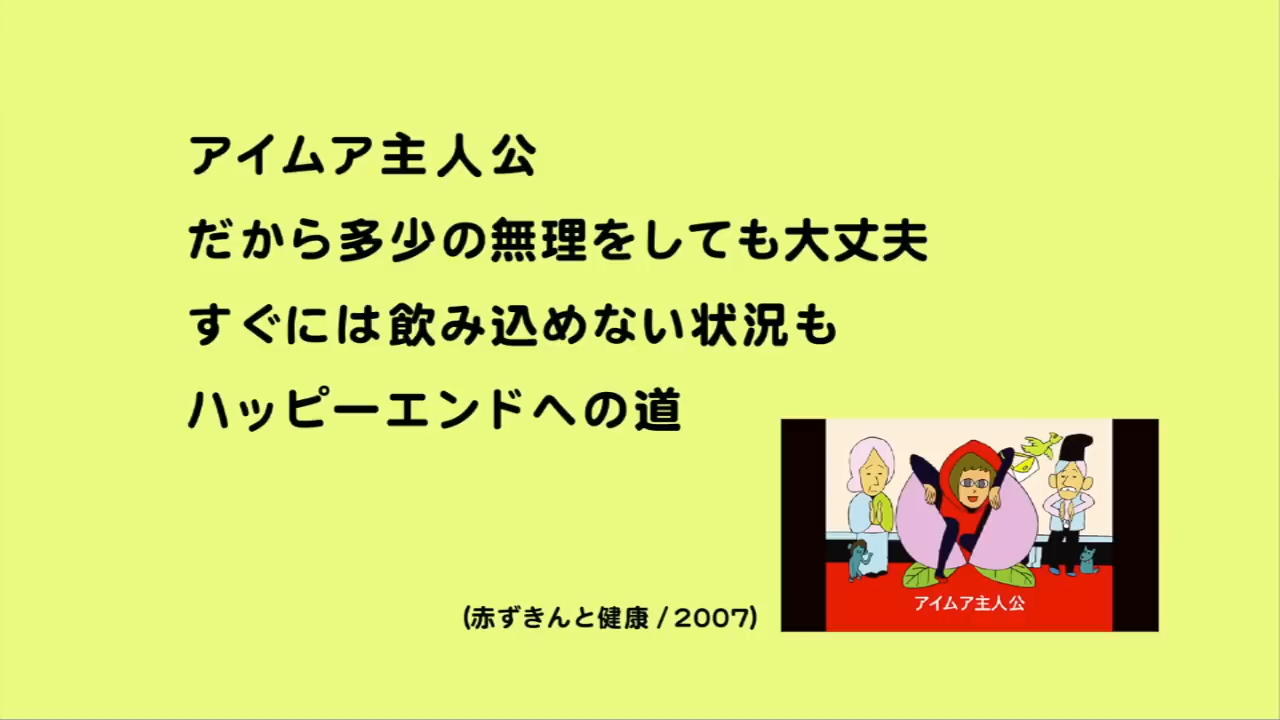 アイムア主人公
だから多少の無理をしても大丈夫
すぐには飲み込めない状況も
ハッピーエンドへの道
(赤ずきんと健康 / 2007)
アイムア主人公